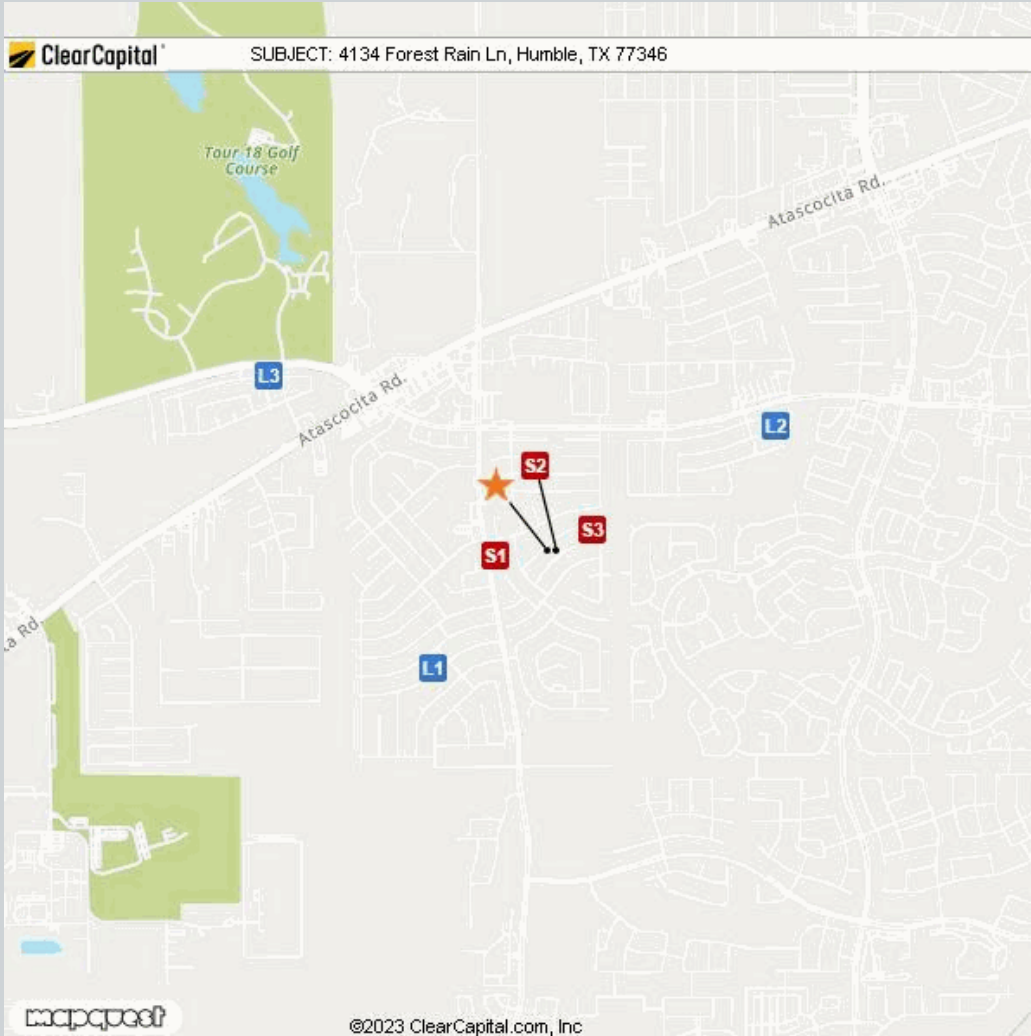 ClearCapital SUBJECT: 4134 Forest Rain Ln, Humble, TX 77346
Tour 18 Golf
Course
Atascocita Rd.
L3
Atascocita Rd.
L2
S2
S3
S1
ta Rd.
L1
mapquest
©2023 ClearCapital.com, Inc